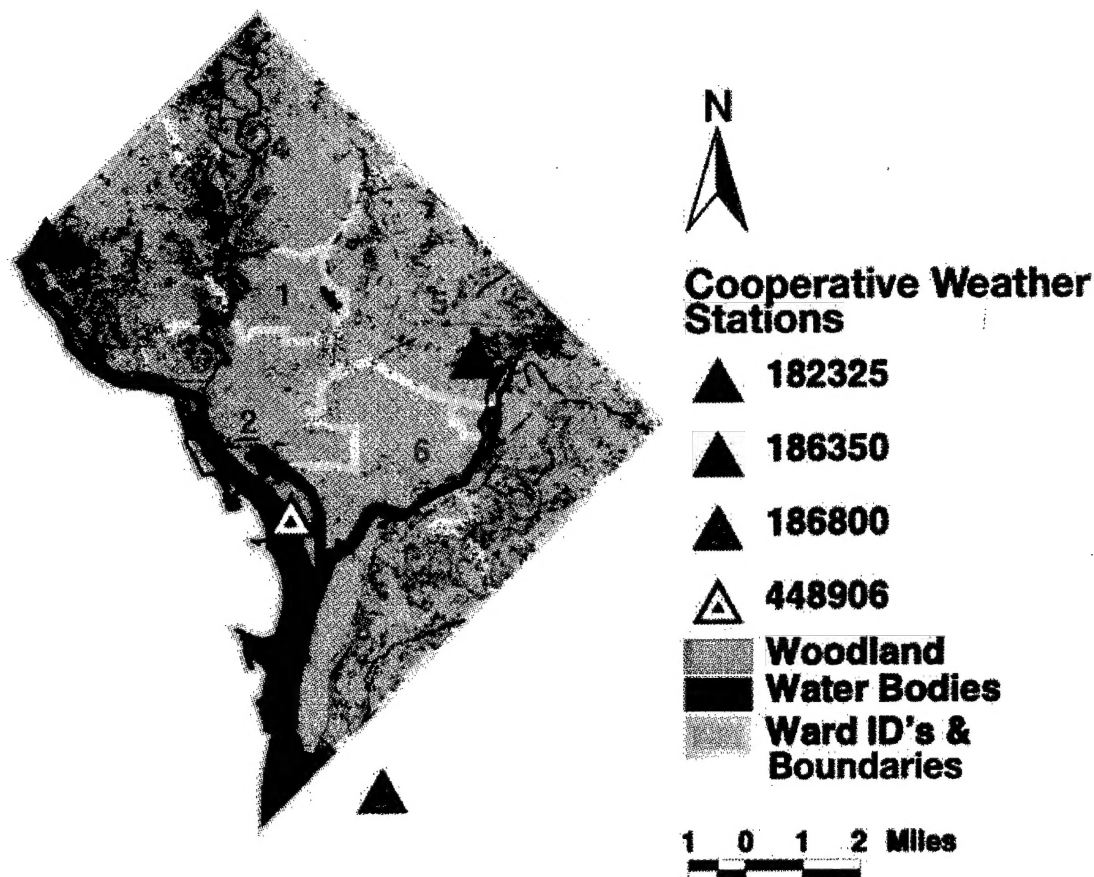 N
Cooperative Weather
Stations
182325
186350
186800
448906
Woodland
Water Bodies
Ward ID's &
Boundaries
1 0 1 2 Miles
1
5
2
6